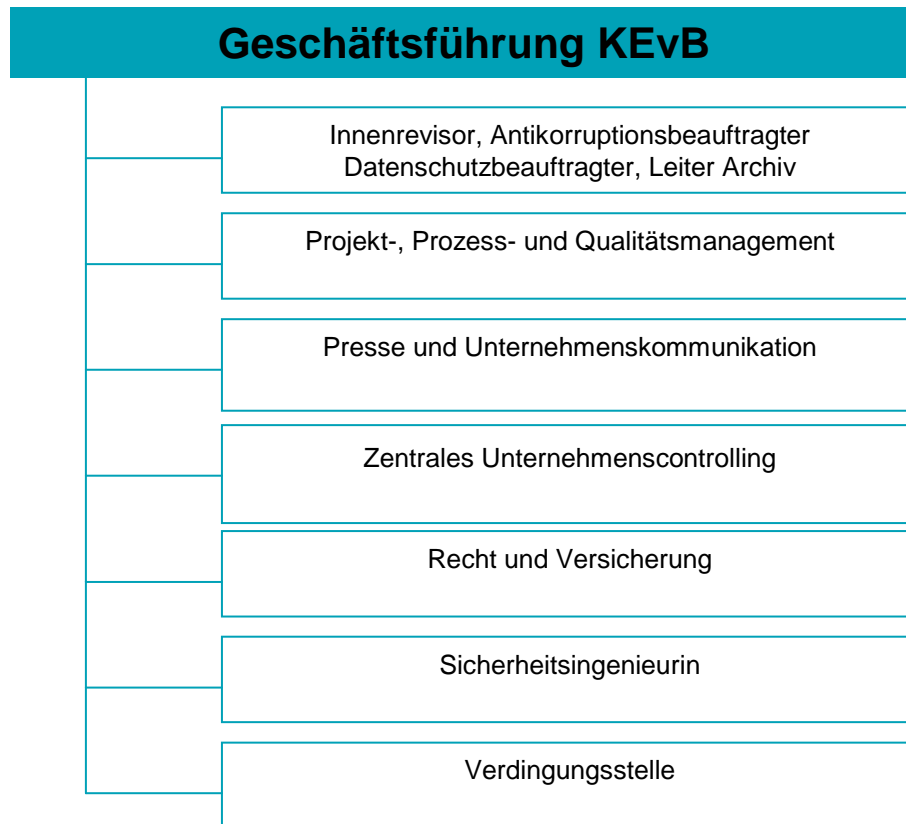 Geschäftsführung KEvB
Innenrevisor, Antikorruptionsbeauftragter
Datenschutzbeauftragter, Leiter Archiv
Projekt-, Prozess- und Qualitätsmanagement
Presse und Unternehmenskommunikation
Zentrales Unternehmenscontrolling
Recht und Versicherung
Sicherheitsingenieurin
Verdingungsstelle